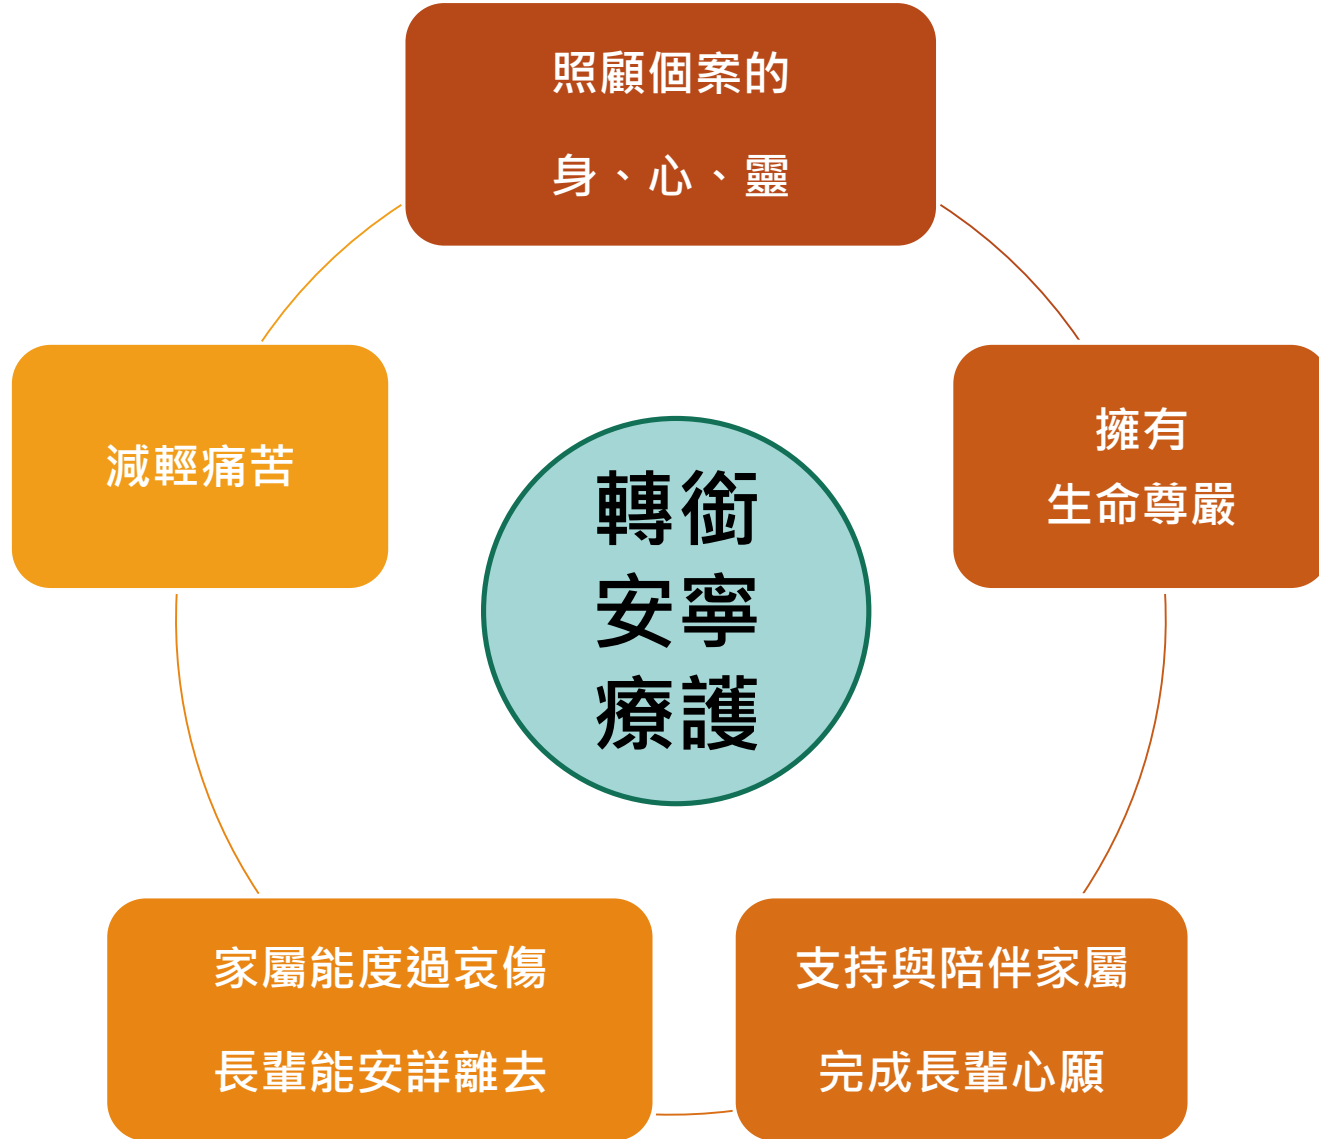 照顧個案的
身、心、靈
擁有
生命尊嚴
支持與陪伴家屬
完成長輩心願
家屬能度過哀傷
長輩能安詳離去
減輕痛苦
轉銜
安寧
療護